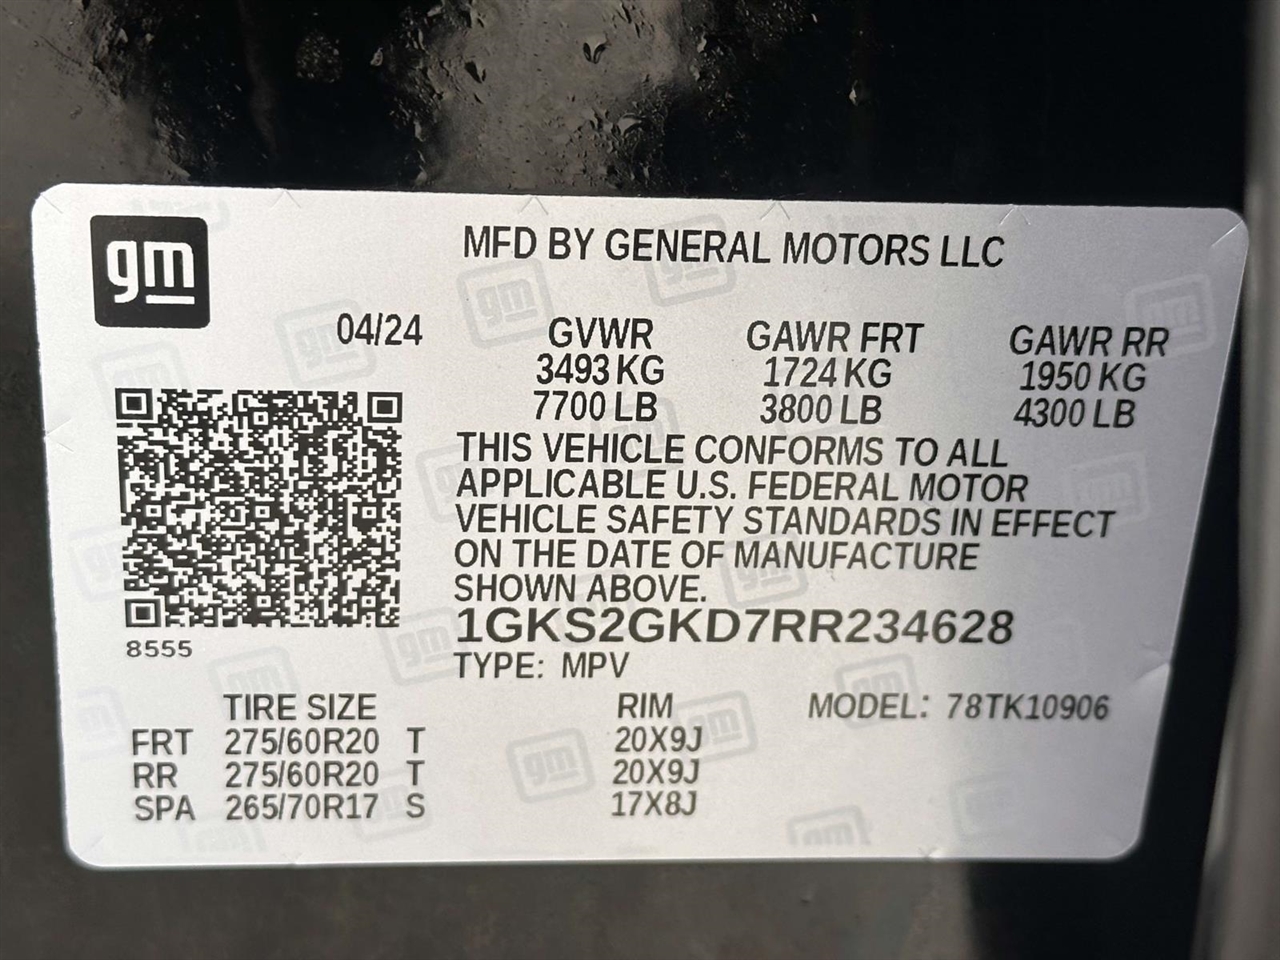 gm
MFD BY GENERAL MOTORS LLC
04/24
GVWR GAWR FRT GAWR RR
3493 KG 1724 KG 1950 KG
7700 LB 3800 LB 4300 LB
THIS VEHICLE CONFORMS TO ALL
APPLICABLE U.S. FEDERAL MOTOR
VEHICLE SAFETY STANDARDS IN EFFECT
ON THE DATE OF MANUFACTURE
SHOWN ABOVE.
1GKS2GKD7RR234628
8555
TYPE: MPV
TIRE SIZE RIM MODEL: 78TK10906
FRT 275/60R20 T 20X9J
RR 275/60R20 T 20X9J
SPA 265/70R17 S 17X8J